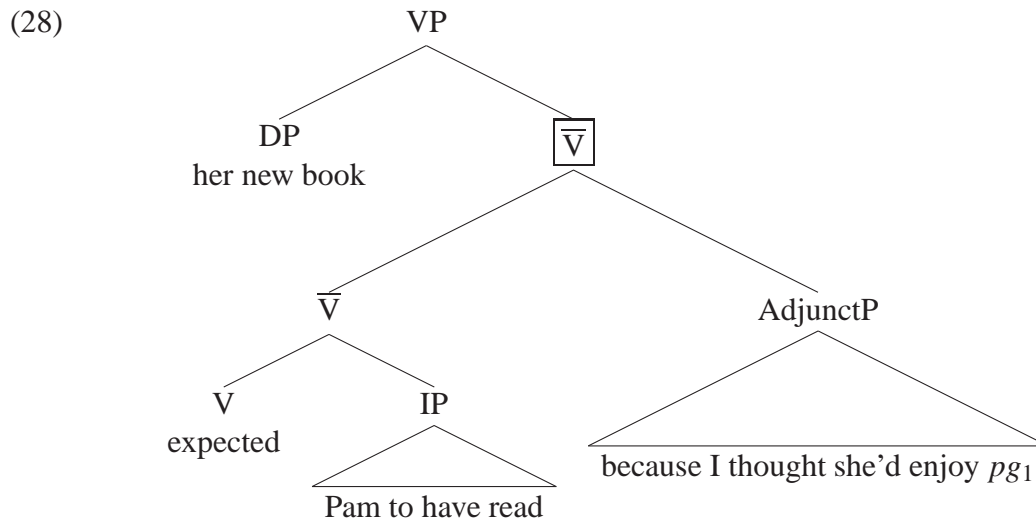 (28) VP
DP V̅
her new book
V̅ AdjunctP
V IP
expected because I thought she'd enjoy pg1
Pam to have read